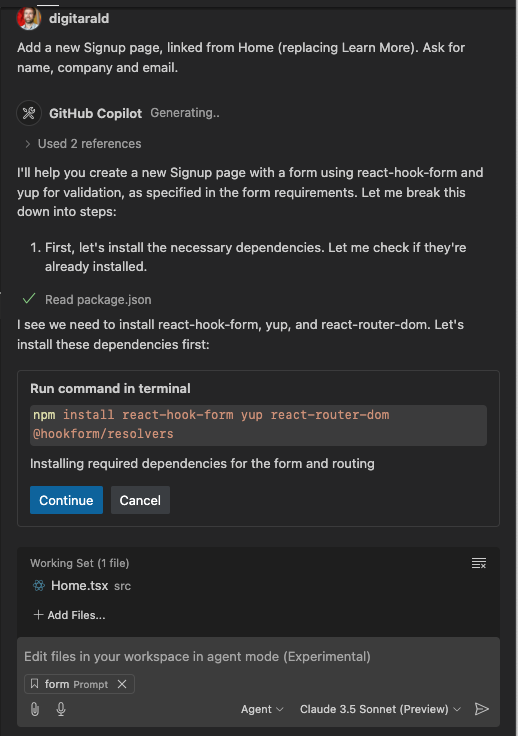 digitarald
Add a new Signup page, linked from Home (replacing Learn More). Ask for
name, company and email.
GitHub Copilot Generating..
Used 2 references
I'll help you create a new Signup page with a form using react-hook-form and
yup for validation, as specified in the form requirements. Let me break this
down into steps:
1. First, let's install the necessary dependencies. Let me check if they're
already installed.
Read package.json
I see we need to install react-hook-form, yup, and react-router-dom. Let's
install these dependencies first:
Run command in terminal
npm install react-hook-form yup react-router-dom
@hookform/resolvers
Installing required dependencies for the form and routing
Continue Cancel
Working Set (1 file)
Home.tsx src
Add Files...
Edit files in your workspace in agent mode (Experimental)
form Prompt
Agent Claude 3.5 Sonnet (Preview)